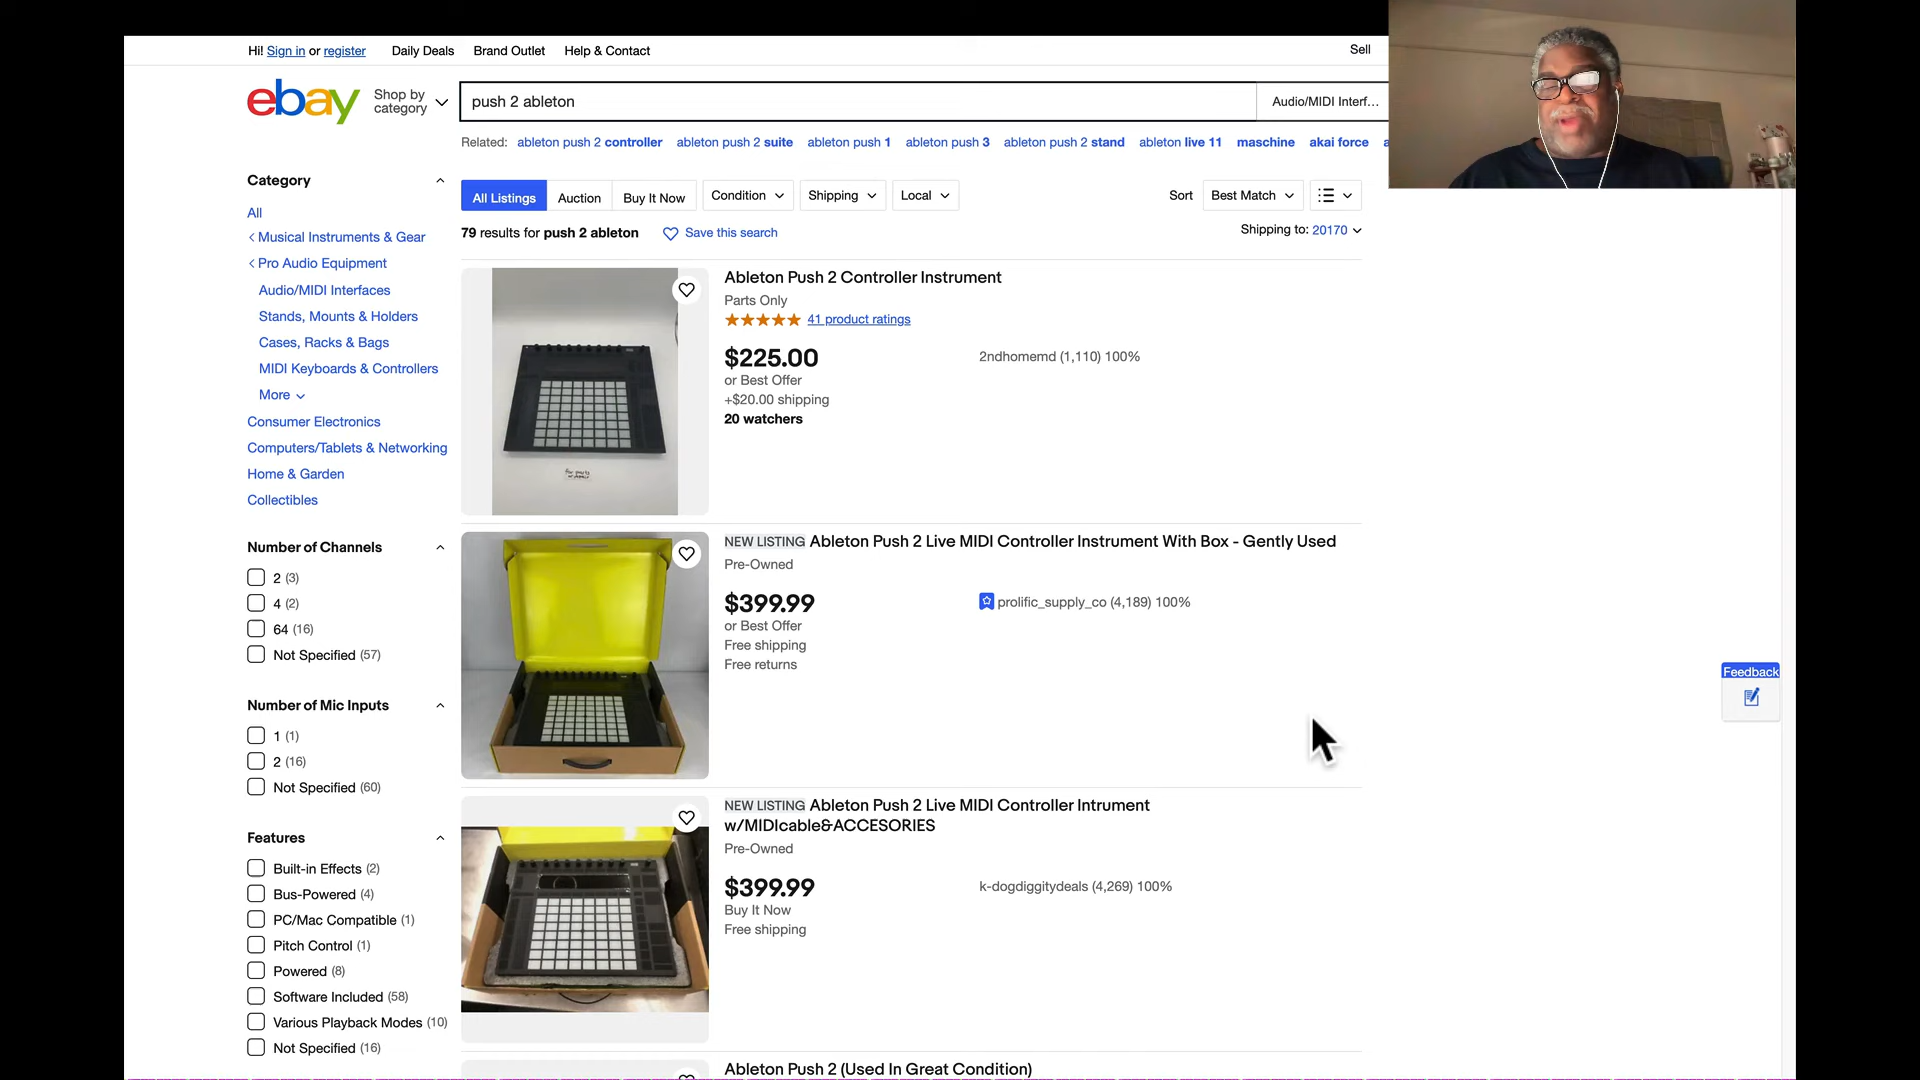 Hi! Sign in or register Daily Deals Brand Outlet Help & Contact Sell
ebay
Shop by
category
push 2 ableton
Audio/MIDI Interf...
Related: ableton push 2 controller ableton push 2 suite ableton push 1 ableton push 3 ableton push 2 stand ableton live 11 maschine akai force a
Category
All
Musical Instruments & Gear
Pro Audio Equipment
Audio/MIDI Interfaces
Stands, Mounts & Holders
Cases, Racks & Bags
MIDI Keyboards & Controllers
More
Consumer Electronics
Computers/Tablets & Networking
Home & Garden
Collectibles
Number of Channels
2 (3)
4 (2)
64 (16)
Not Specified (57)
Number of Mic Inputs
1 (1)
2 (16)
Not Specified (60)
Features
Built-in Effects (2)
Bus-Powered (4)
PC/Mac Compatible (1)
Pitch Control (1)
Powered (8)
Software Included (58)
Various Playback Modes (10)
Not Specified (16)
All Listings Auction Buy It Now Condition Shipping Local Sort Best Match
79 results for push 2 ableton Save this search Shipping to: 20170
Ableton Push 2 Controller Instrument
Parts Only
41 product ratings
$225.00
or Best Offer
+$20.00 shipping
20 watchers
2ndhomemd (1,110) 100%
for parts
NEW LISTING Ableton Push 2 Live MIDI Controller Instrument With Box - Gently Used
Pre-Owned
$399.99
or Best Offer
Free shipping
Free returns
prolific_supply_co (4,189) 100%
NEW LISTING Ableton Push 2 Live MIDI Controller Intrument
w/MIDIcable&ACCESORIES
Pre-Owned
$399.99
Buy It Now
Free shipping
k-dogdiggitydeals (4,269) 100%
Ableton Push 2 (Used In Great Condition)
Feedback